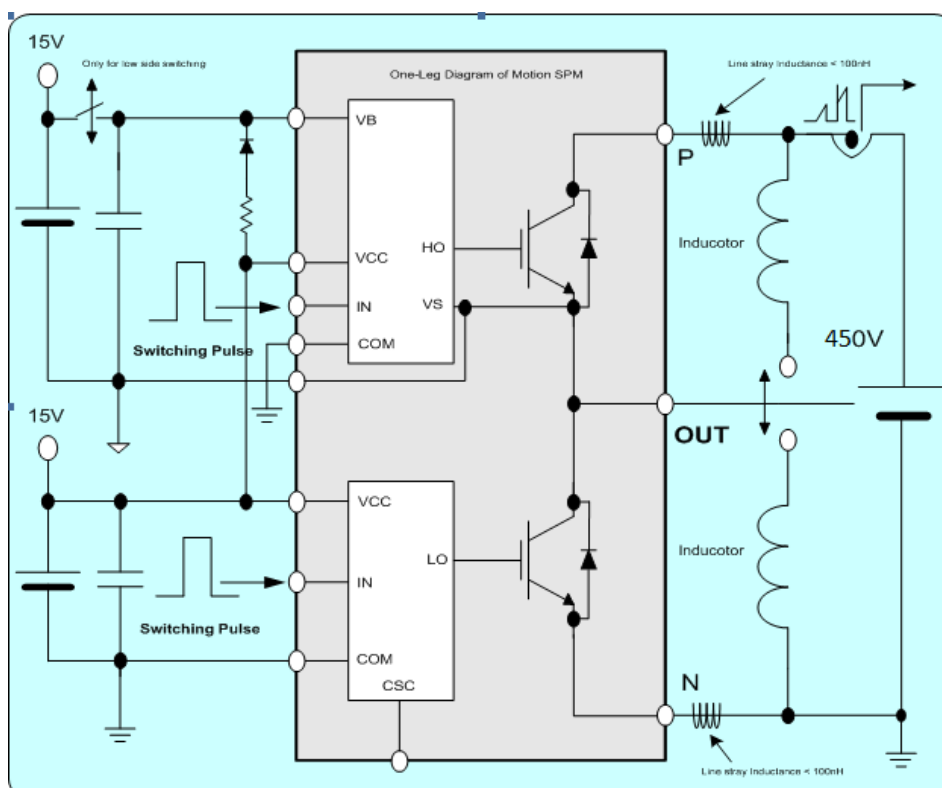 15V
Only for low side switching
One-Leg Diagram of Motion SPM
Line stray Inductance < 100nH
VB
P
VCC
HO
Inducotor
IN
VS
Switching Pulse
COM
450V
15V
OUT
VCC
LO
Inducotor
IN
Switching Pulse
COM
CSC
N
Line stray Inductance < 100nH